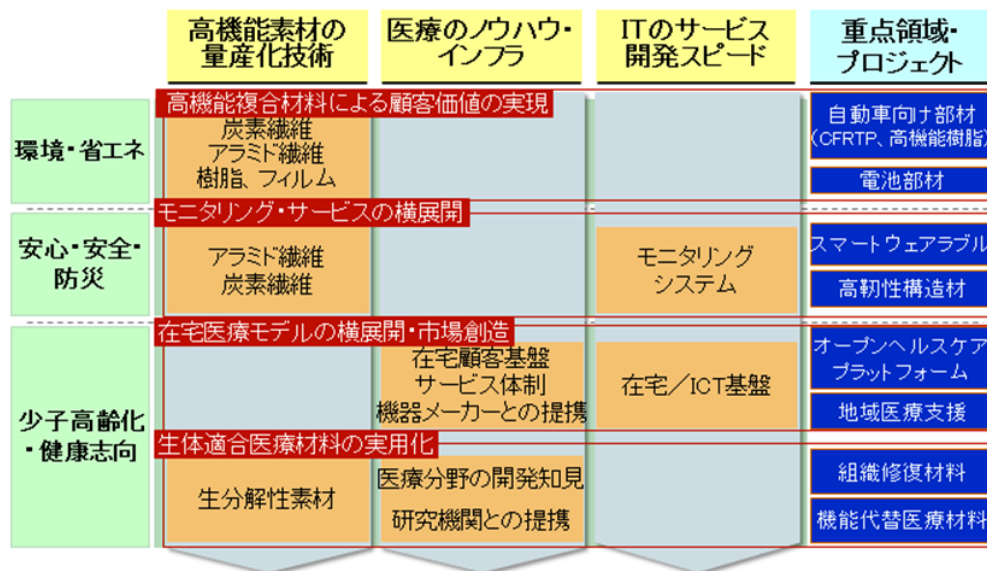 高機能素材の
量産化技術
医療のノウハウ・
インフラ
ITのサービス
開発スピード
重点領域・
プロジェクト
環境・省エネ
高機能複合材料による顧客価値の実現
炭素繊維
アラミド繊維
樹脂、フィルム
自動車向け部材
(CFRTP、高機能樹脂)
電池部材
安心・安全・
防災
モニタリング・サービスの横展開
アラミド繊維
炭素繊維
モニタリング
システム
スマートウェアラブル
高靭性構造材
少子高齢化
・健康志向
在宅医療モデルの横展開・市場創造
在宅顧客基盤
サービス体制
機器メーカーとの提携
在宅／ICT基盤
オープンヘルスケア
プラットフォーム
地域医療支援
生体適合医療材料の実用化
生分解性素材
医療分野の開発知見
研究機関との提携
組織修復材料
機能代替医療材料